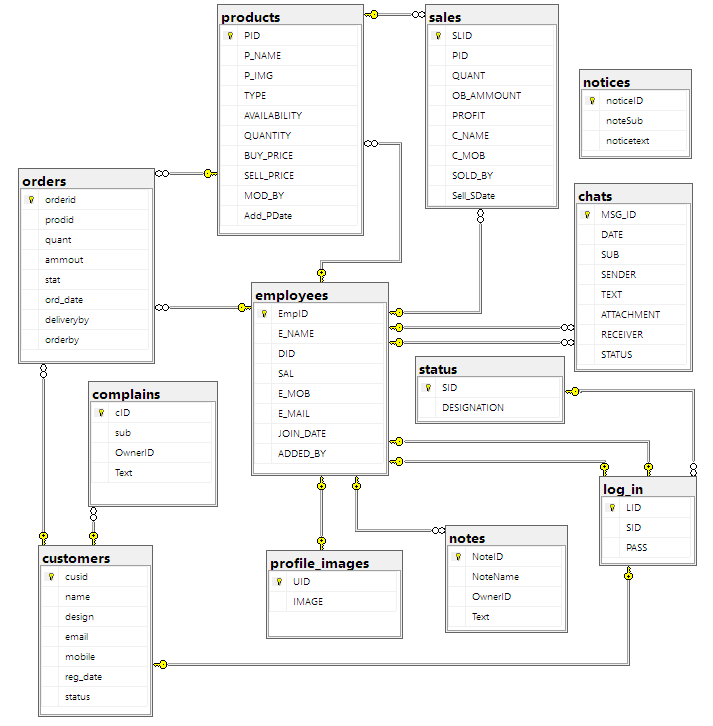 products
PID
P_NAME
P_IMG
TYPE
AVAILABILITY
QUANTITY
BUY_PRICE
SELL_PRICE
MOD_BY
Add_PDate
sales
SLID
PID
QUANT
OB_AMMOUNT
PROFIT
C_NAME
C_MOB
SOLD_BY
Sell_SDate
notices
noticeID
noteSub
noticetext
orders
orderid
prodid
quant
ammout
stat
ord_date
deliveryby
orderby
chats
MSG_ID
DATE
SUB
SENDER
TEXT
ATTACHMENT
RECEIVER
STATUS
employees
EmpID
E_NAME
DID
SAL
E_MOB
E_MAIL
JOIN_DATE
ADDED_BY
status
SID
DESIGNATION
complains
cID
sub
OwnerID
Text
log_in
LID
SID
PASS
customers
cusid
name
design
email
mobile
reg_date
status
profile_images
UID
IMAGE
notes
NoteID
NoteName
OwnerID
Text